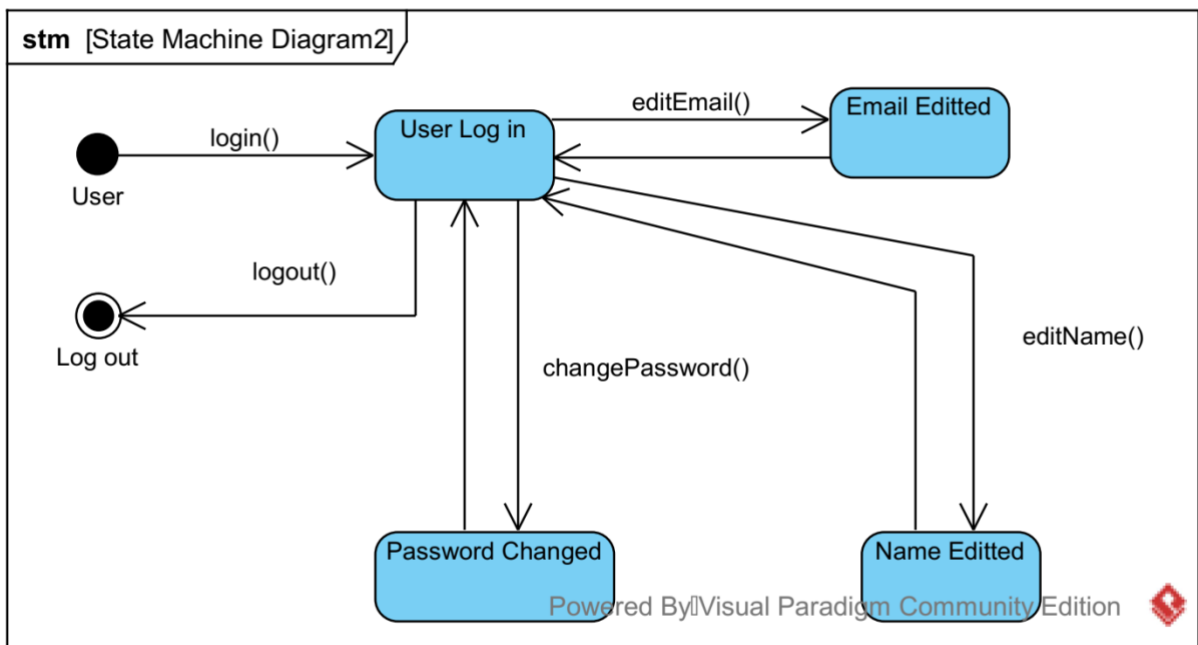 stm [State Machine Diagram2]
editEmail()
Email Editted
User Log in
login()
User
logout()
Log out
editName()
changePassword()
Password Changed
Name Editted
Powered By Visual Paradigm Community Edition